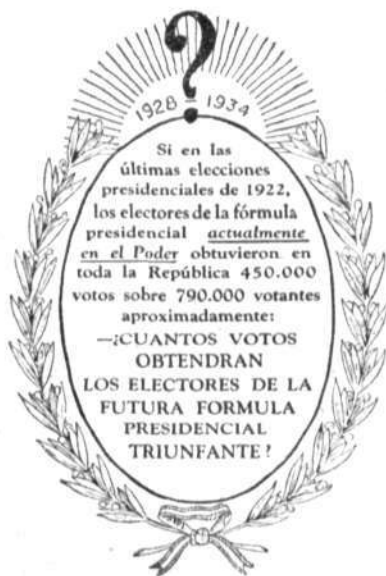 ?
1928 - 1934
Si en las
últimas elecciones
presidenciales de 1922,
los electores de la fórmula
presidencial actualmente
en el Poder obtuvieron en
toda la República 450.000
votos sobre 790.000 votantes
aproximadamente:
—¡CUANTOS VOTOS
OBTENDRAN
LOS ELECTORES DE LA
FUTURA FORMULA
PRESIDENCIAL
TRIUNFANTE?